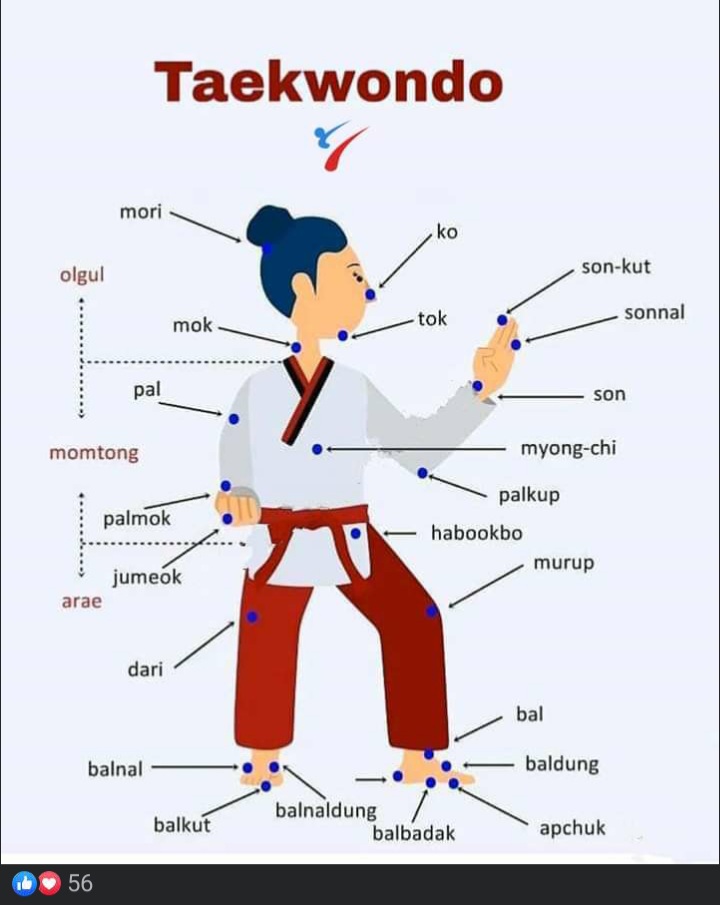 Taekwondo
mori
ko
olgul
son-kut
mok
tok
sonnal
pal
son
momtong
myong-chi
palkup
palmok
habookbo
jumeok
murup
arae
dari
bal
balnal
baldung
balnaldung
balkut
balbadak
apchuk
56